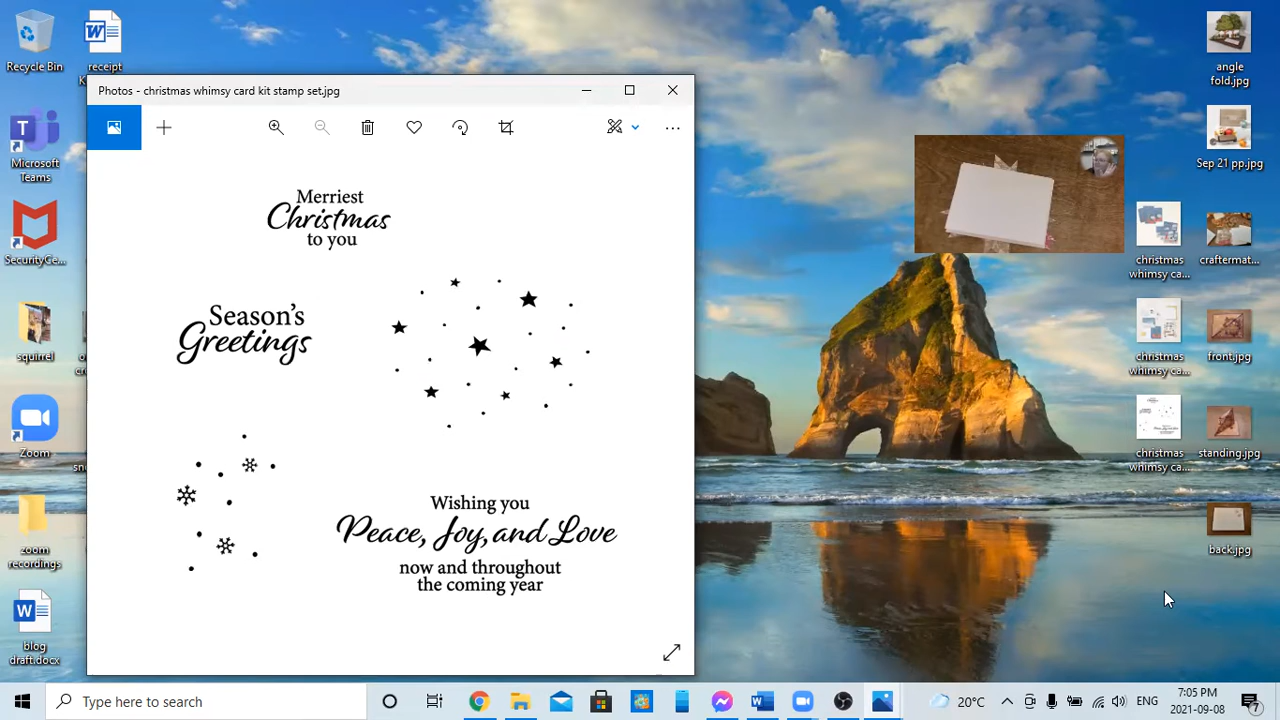 Recycle Bin
receipt
Photos - christmas whimsy card kit stamp set.jpg
Merriest
Christmas
to you
Season's
Greetings
Wishing you
Peace, Joy, and Love
now and throughout
the coming year
Microsoft
Teams
SecurityCe...
squirrel
Zoom
zoom
recordings
blog
draft.docx
angle
fold.jpg
Sep 21 pp.jpg
christmas
whimsy ca...
craftermat...
christmas
whimsy ca...
front.jpg
christmas
whimsy ca...
standing.jpg
back.jpg
Type here to search
20°C
ENG
7:05 PM
2021-09-08
7